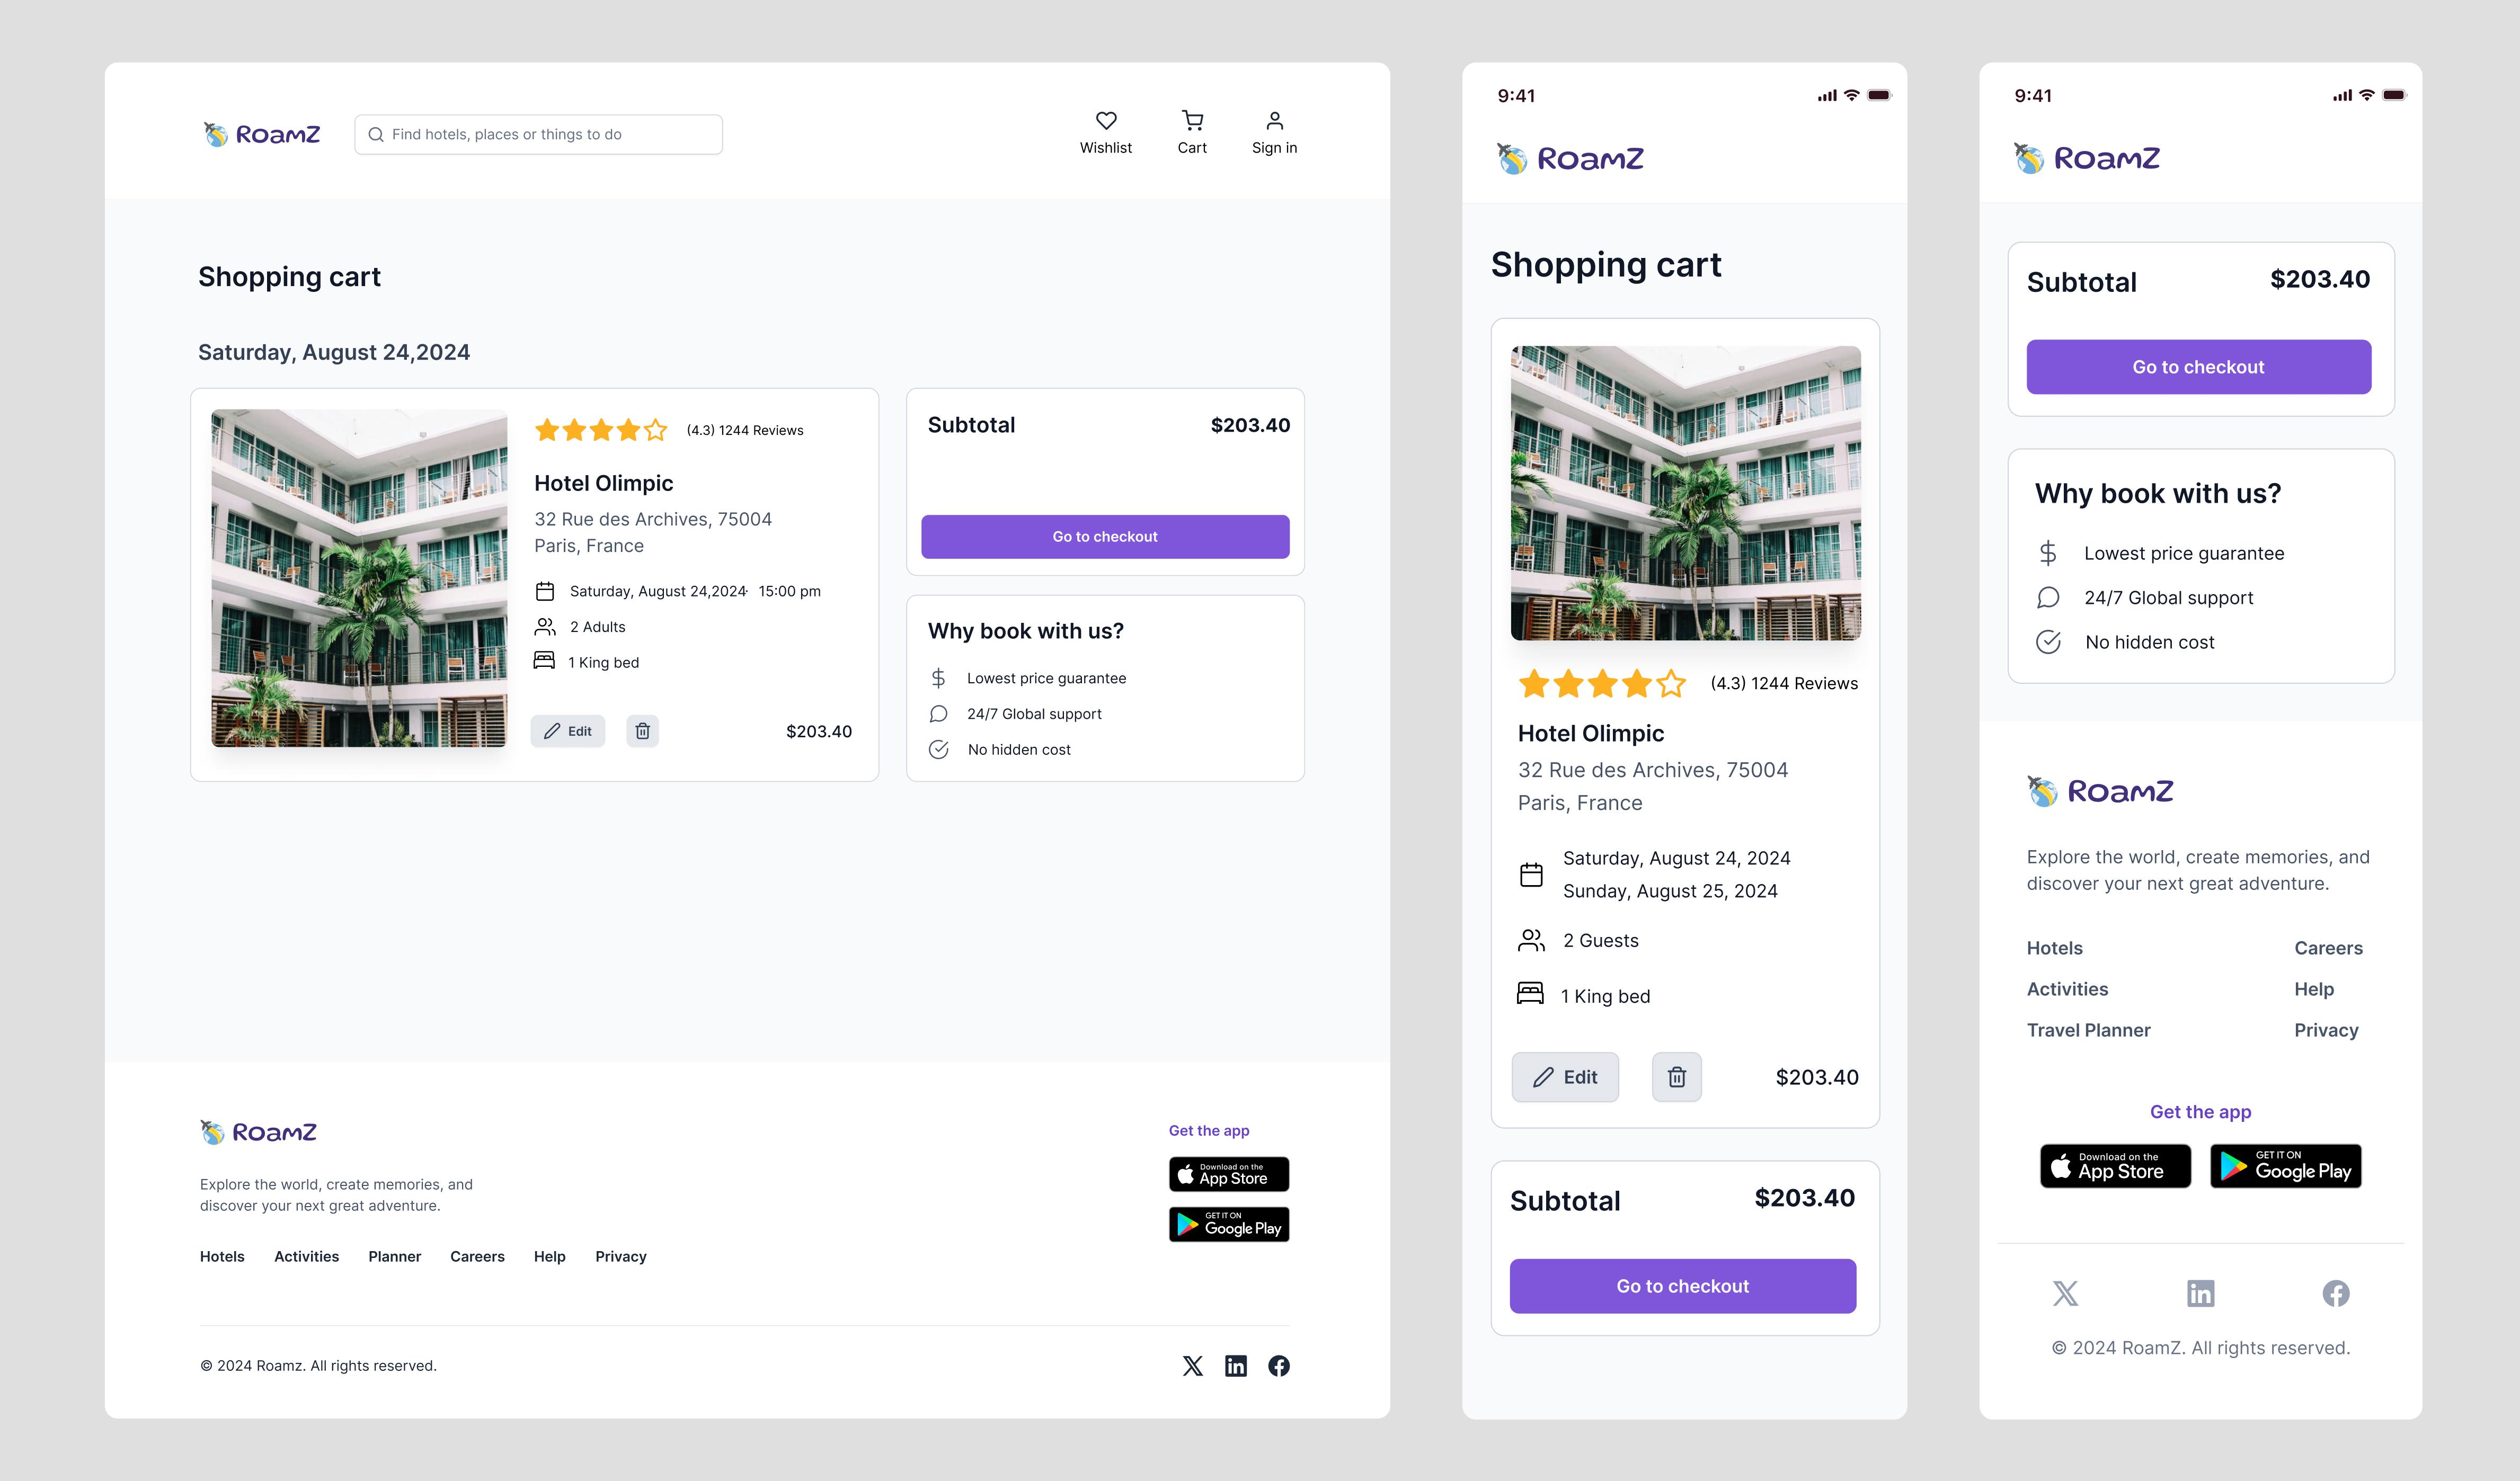 RoamZ
Find hotels, places or things to do
Wishlist
Cart
Sign in
Shopping cart
Saturday, August 24,2024
(4.3) 1244 Reviews
Hotel Olimpic
32 Rue des Archives, 75004
Paris, France
Saturday, August 24,2024· 15:00 pm
2 Adults
1 King bed
Edit
$203.40
Subtotal
$203.40
Go to checkout
Why book with us?
Lowest price guarantee
24/7 Global support
No hidden cost
RoamZ
Explore the world, create memories, and
discover your next great adventure.
Hotels
Activities
Planner
Careers
Help
Privacy
Get the app
Download on the
App Store
GET IT ON
Google Play
© 2024 Roamz. All rights reserved.
9:41
RoamZ
Shopping cart
(4.3) 1244 Reviews
Hotel Olimpic
32 Rue des Archives, 75004
Paris, France
Saturday, August 24, 2024
Sunday, August 25, 2024
2 Guests
1 King bed
Edit
$203.40
Subtotal
$203.40
Go to checkout
9:41
RoamZ
Subtotal
$203.40
Go to checkout
Why book with us?
Lowest price guarantee
24/7 Global support
No hidden cost
RoamZ
Explore the world, create memories, and
discover your next great adventure.
Hotels
Careers
Activities
Help
Travel Planner
Privacy
Get the app
Download on the
App Store
GET IT ON
Google Play
© 2024 RoamZ. All rights reserved.